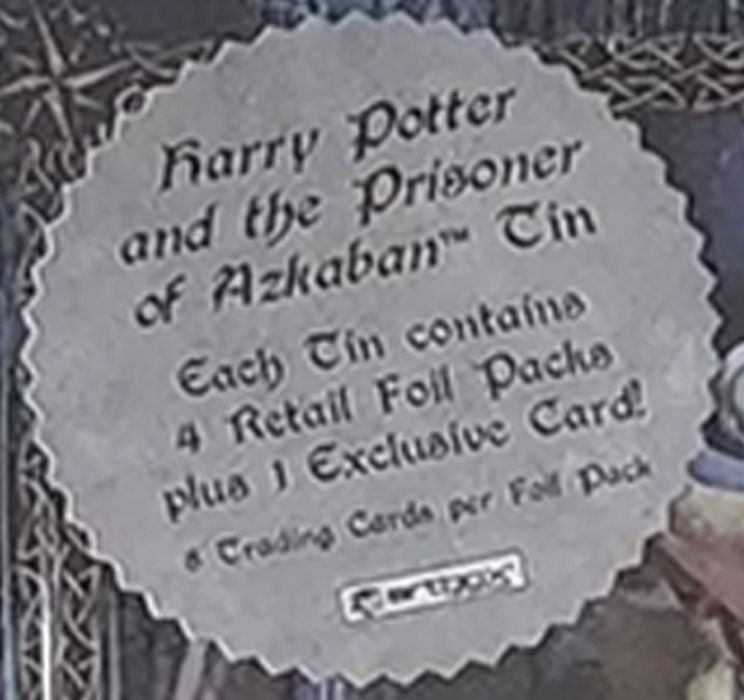 Harry Potter
and the Prisoner
of Azkaban™ Tin
Each Tin contains
4 Retail Foil Packs
plus 1 Exclusive Card!
8 Trading Cards per Foil Pack
artbox